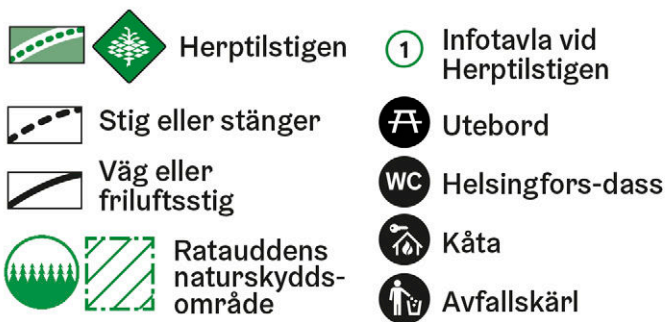 Herptilstigen
Stig eller stänger
Väg eller
friluftsstig
Ratauddens
naturskydds-
område
1
Infotavla vid
Herptilstigen
Utebord
WC
Helsingfors-dass
Kåta
Avfallskärl